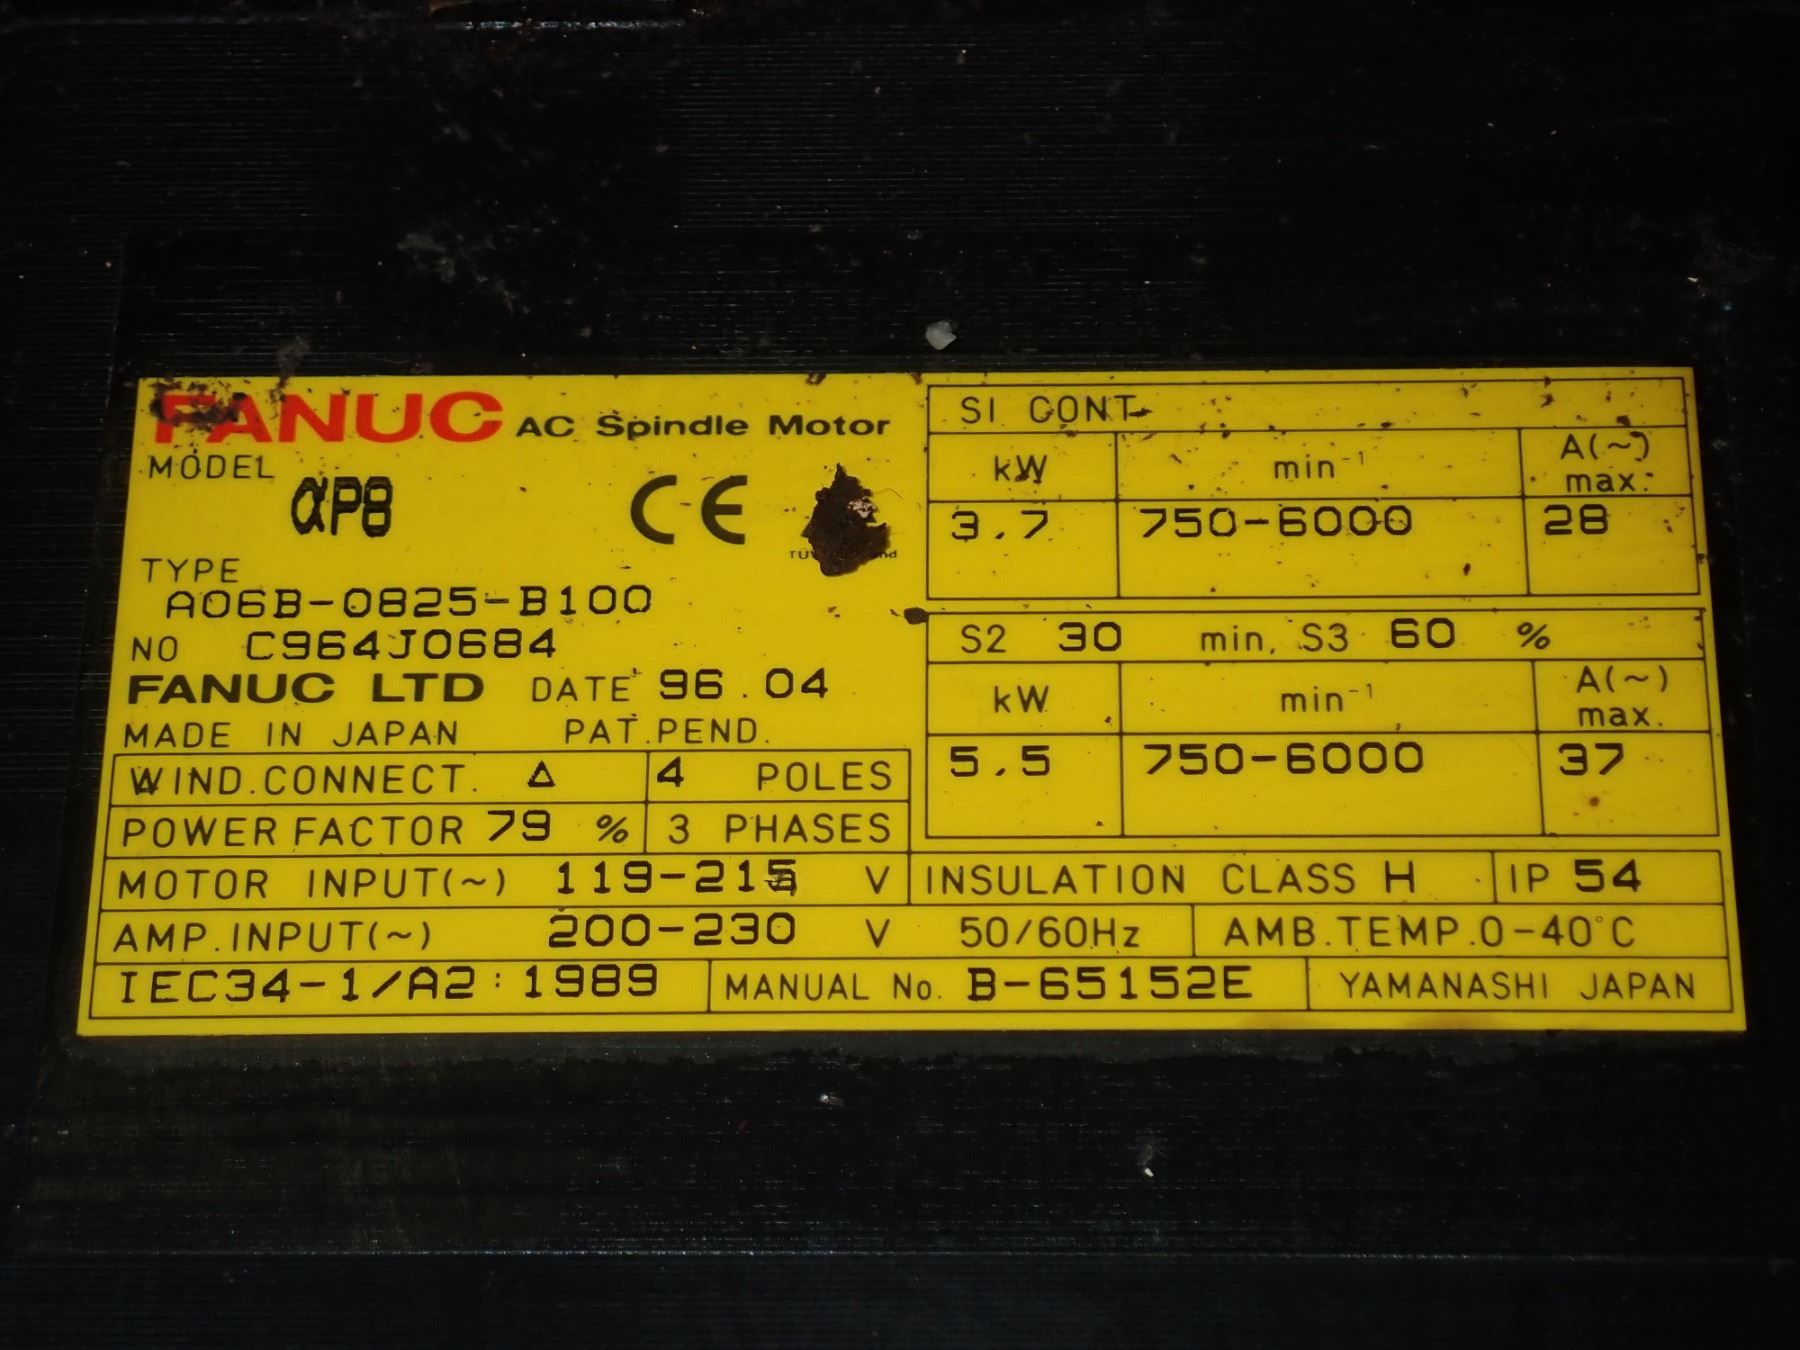 FANUC AC Spindle Motor
MODEL
αP8
CE
TYPE
A06B-0825-B100
NO C964J0684
FANUC LTD DATE 96.04
MADE IN JAPAN PAT.PEND.
WIND.CONNECT. Δ 4 POLES
POWER FACTOR 79 % 3 PHASES
S1 CONT
kW min⁻¹ A(~) max.
3.7 750-6000 28
S2 30 min, S3 60 %
kW min⁻¹ A(~) max.
5.5 750-6000 37
MOTOR INPUT(~) 119-215 V INSULATION CLASS H IP 54
AMP.INPUT(~) 200-230 V 50/60Hz AMB.TEMP.0-40°C
IEC34-1/A2:1989 MANUAL No. B-65152E YAMANASHI JAPAN